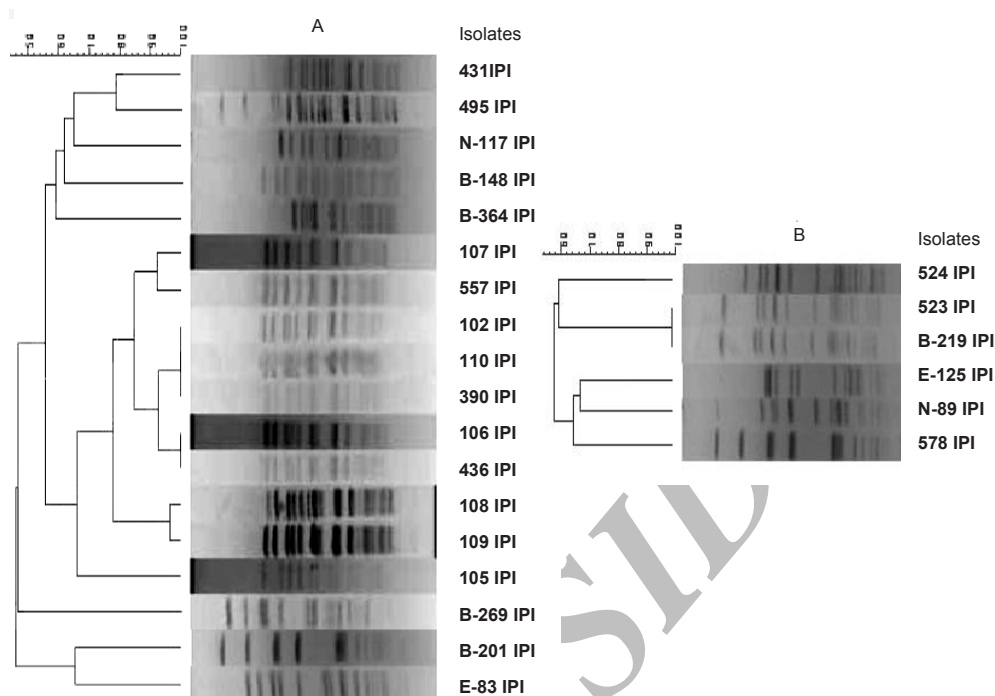 A
Isolates
431IPI
495 IPI
N-117 IPI
B-148 IPI
B-364 IPI
107 IPI
557 IPI
102 IPI
110 IPI
390 IPI
106 IPI
436 IPI
108 IPI
109 IPI
105 IPI
B-269 IPI
B-201 IPI
E-83 IPI
B
Isolates
524 IPI
523 IPI
B-219 IPI
E-125 IPI
N-89 IPI
578 IPI